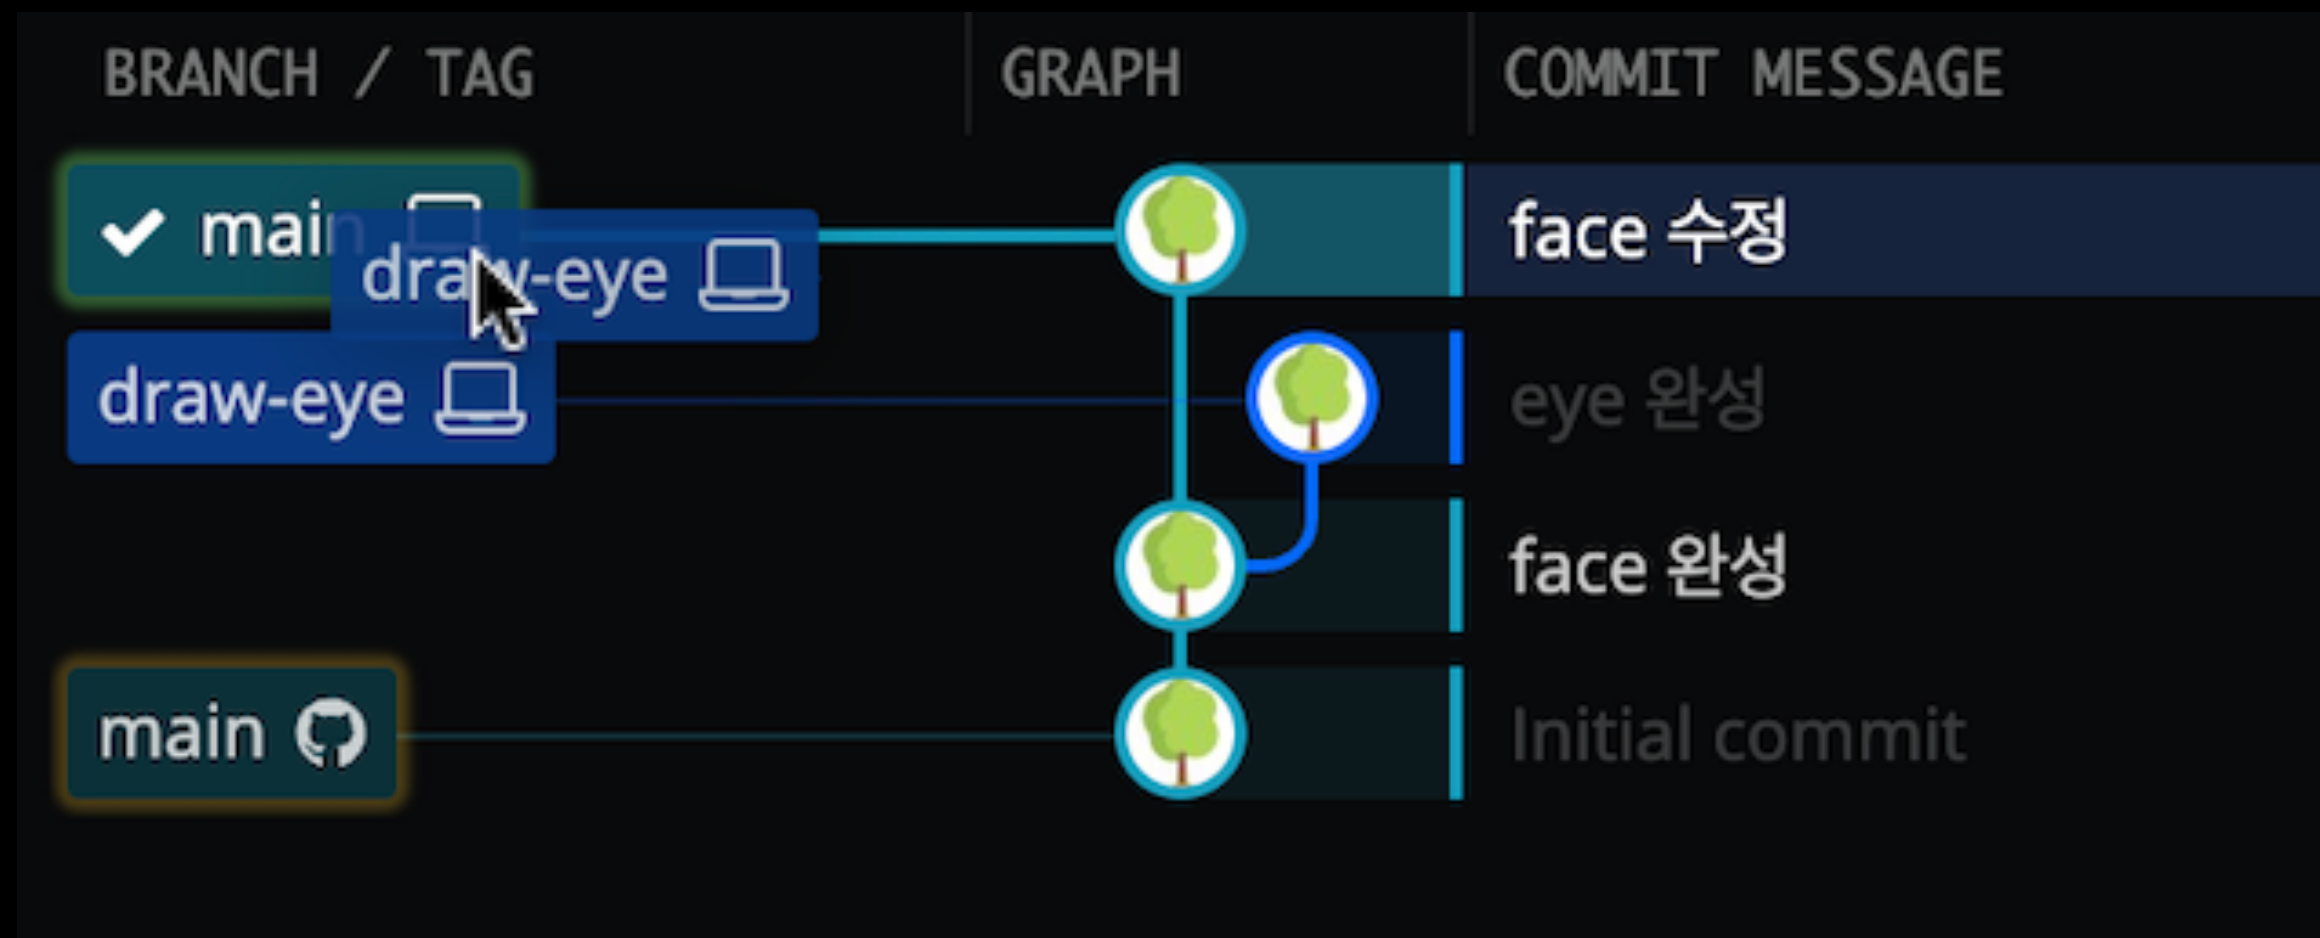 BRANCH / TAG GRAPH COMMIT MESSAGE
main face 수정
draw-eye
draw-eye eye 완성
face 완성
main Initial commit